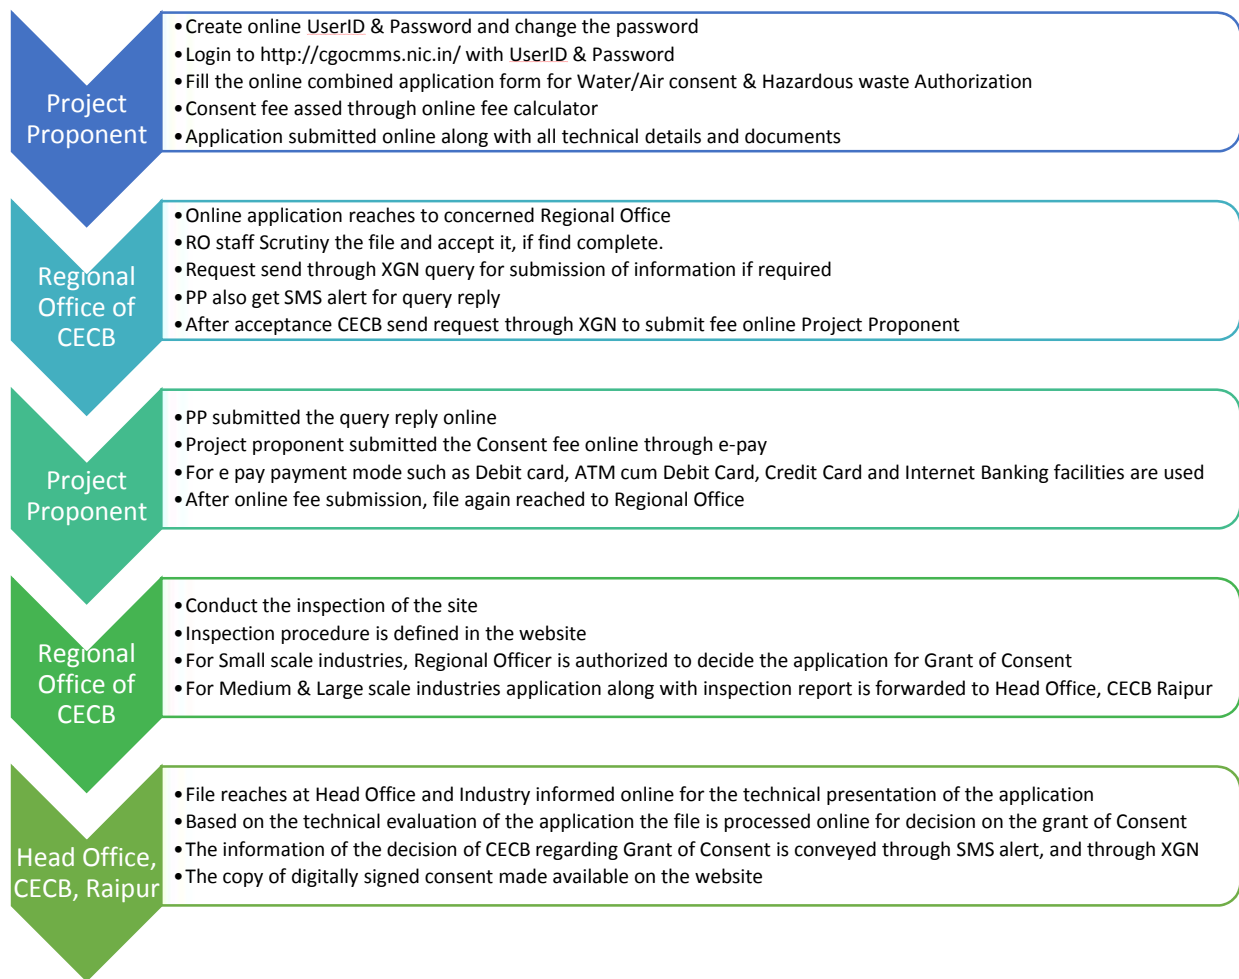 Project
Proponent
•Create online UserID & Password and change the password
•Login to http://cgocmms.nic.in/ with UserID & Password
•Fill the online combined application form for Water/Air consent & Hazardous waste Authorization
•Consent fee assed through online fee calculator
•Application submitted online along with all technical details and documents
Regional
Office of
CECB
•Online application reaches to concerned Regional Office
•RO staff Scrutiny the file and accept it, if find complete.
•Request send through XGN query for submission of information if required
•PP also get SMS alert for query reply
•After acceptance CECB send request through XGN to submit fee online Project Proponent
Project
Proponent
•PP submitted the query reply online
•Project proponent submitted the Consent fee online through e-pay
•For e pay payment mode such as Debit card, ATM cum Debit Card, Credit Card and Internet Banking facilities are used
•After online fee submission, file again reached to Regional Office
Regional
Office of
CECB
•Conduct the inspection of the site
•Inspection procedure is defined in the website
•For Small scale industries, Regional Officer is authorized to decide the application for Grant of Consent
•For Medium & Large scale industries application along with inspection report is forwarded to Head Office, CECB Raipur
Head Office,
CECB, Raipur
•File reaches at Head Office and Industry informed online for the technical presentation of the application
•Based on the technical evaluation of the application the file is processed online for decision on the grant of Consent
•The information of the decision of CECB regarding Grant of Consent is conveyed through SMS alert, and through XGN
•The copy of digitally signed consent made available on the website